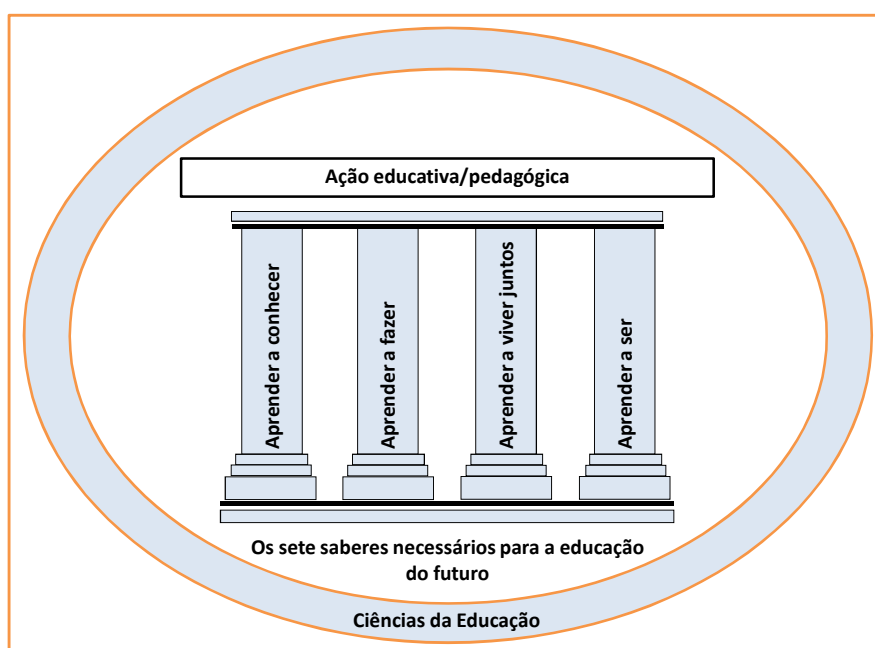 Ação educativa/pedagógica
Aprender a conhecer
Aprender a fazer
Aprender a viver juntos
Aprender a ser
Os sete saberes necessários para a educação
do futuro
Ciências da Educação